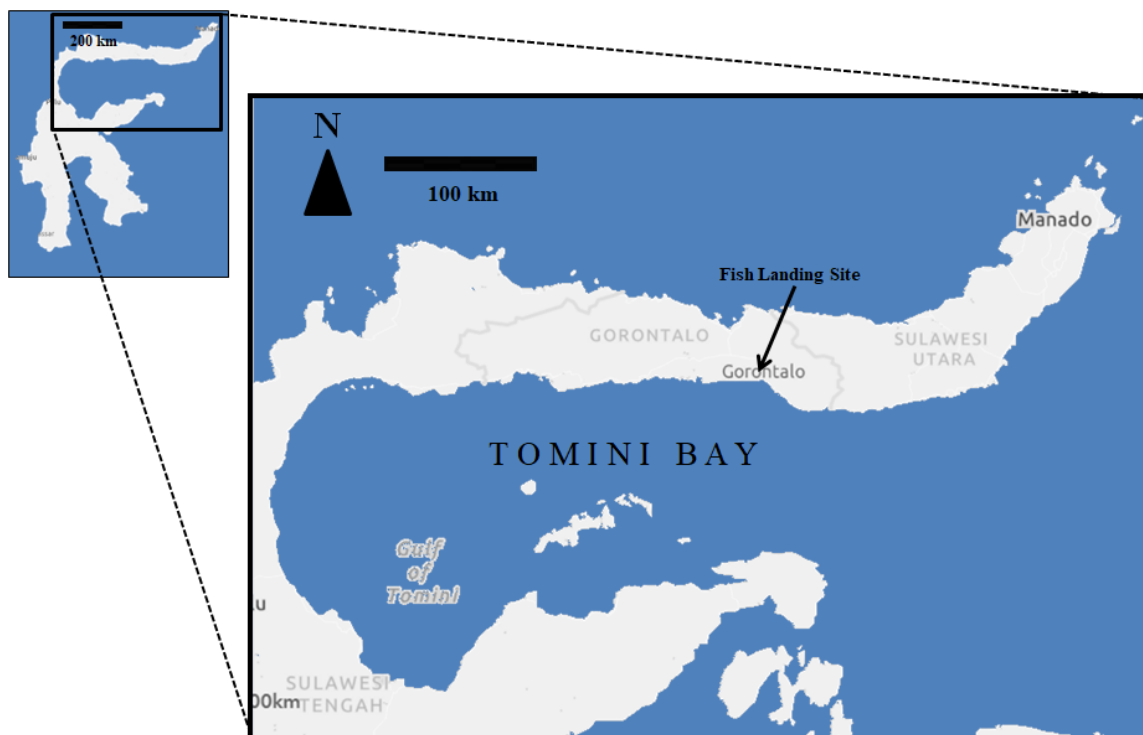 200 km
N
100 km
Manado
Fish Landing Site
GORONTALO
SULAWESI
UTARA
Gorontalo
TOMINI BAY
Gulf
of
Tomini
SULAWESI
TENGAH
00km